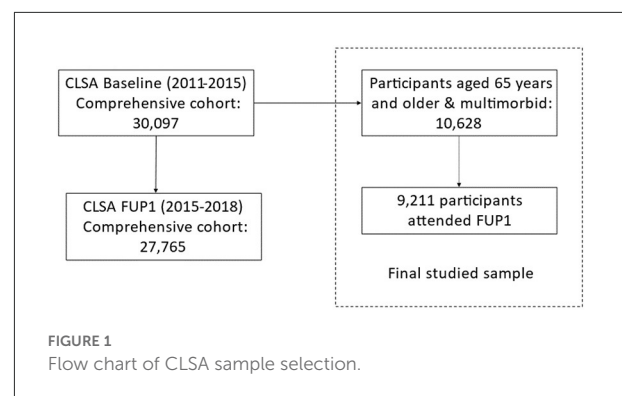 CLSA Baseline (2011-2015)
Comprehensive cohort:
30,097
Participants aged 65 years
and older & multimorbid:
10,628
CLSA FUP1 (2015-2018)
Comprehensive cohort:
27,765
9,211 participants
attended FUP1
Final studied sample
FIGURE 1
Flow chart of CLSA sample selection.